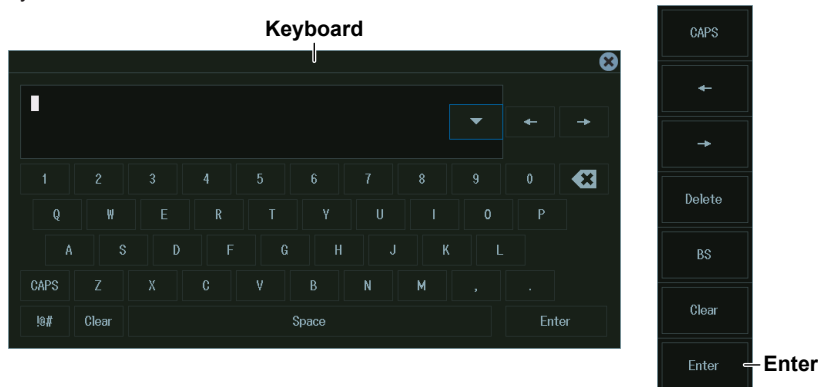 Keyboard
1 2 3 4 5 6 7 8 9 0
Q W E R T Y U I O P
A S D F G H J K L
CAPS Z X C V B N M , .
!@# Clear Space Enter
CAPS
←
→
Delete
BS
Clear
Enter
Enter